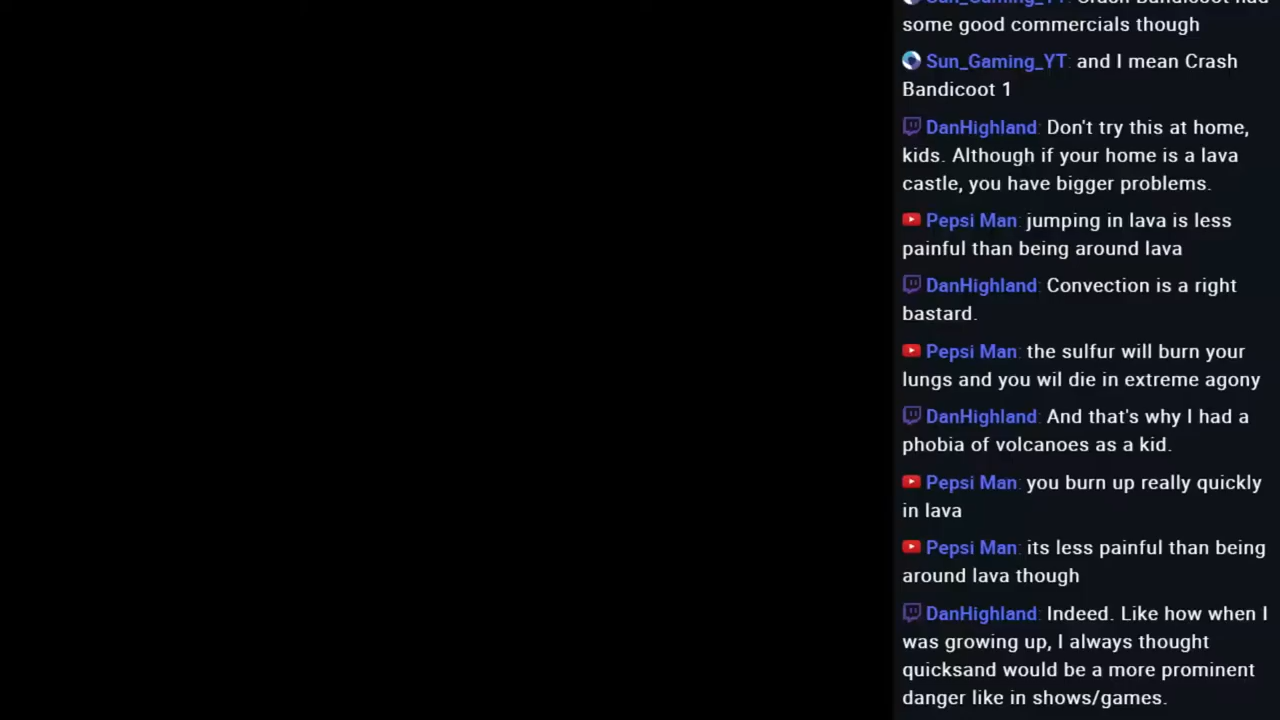 Sun_Gaming_YT: Crash Bandicoot had
some good commercials though
Sun_Gaming_YT: and I mean Crash
Bandicoot 1
DanHighland: Don't try this at home,
kids. Although if your home is a lava
castle, you have bigger problems.
Pepsi Man: jumping in lava is less
painful than being around lava
DanHighland: Convection is a right
bastard.
Pepsi Man: the sulfur will burn your
lungs and you wil die in extreme agony
DanHighland: And that's why I had a
phobia of volcanoes as a kid.
Pepsi Man: you burn up really quickly
in lava
Pepsi Man: its less painful than being
around lava though
DanHighland: Indeed. Like how when I
was growing up, I always thought
quicksand would be a more prominent
danger like in shows/games.